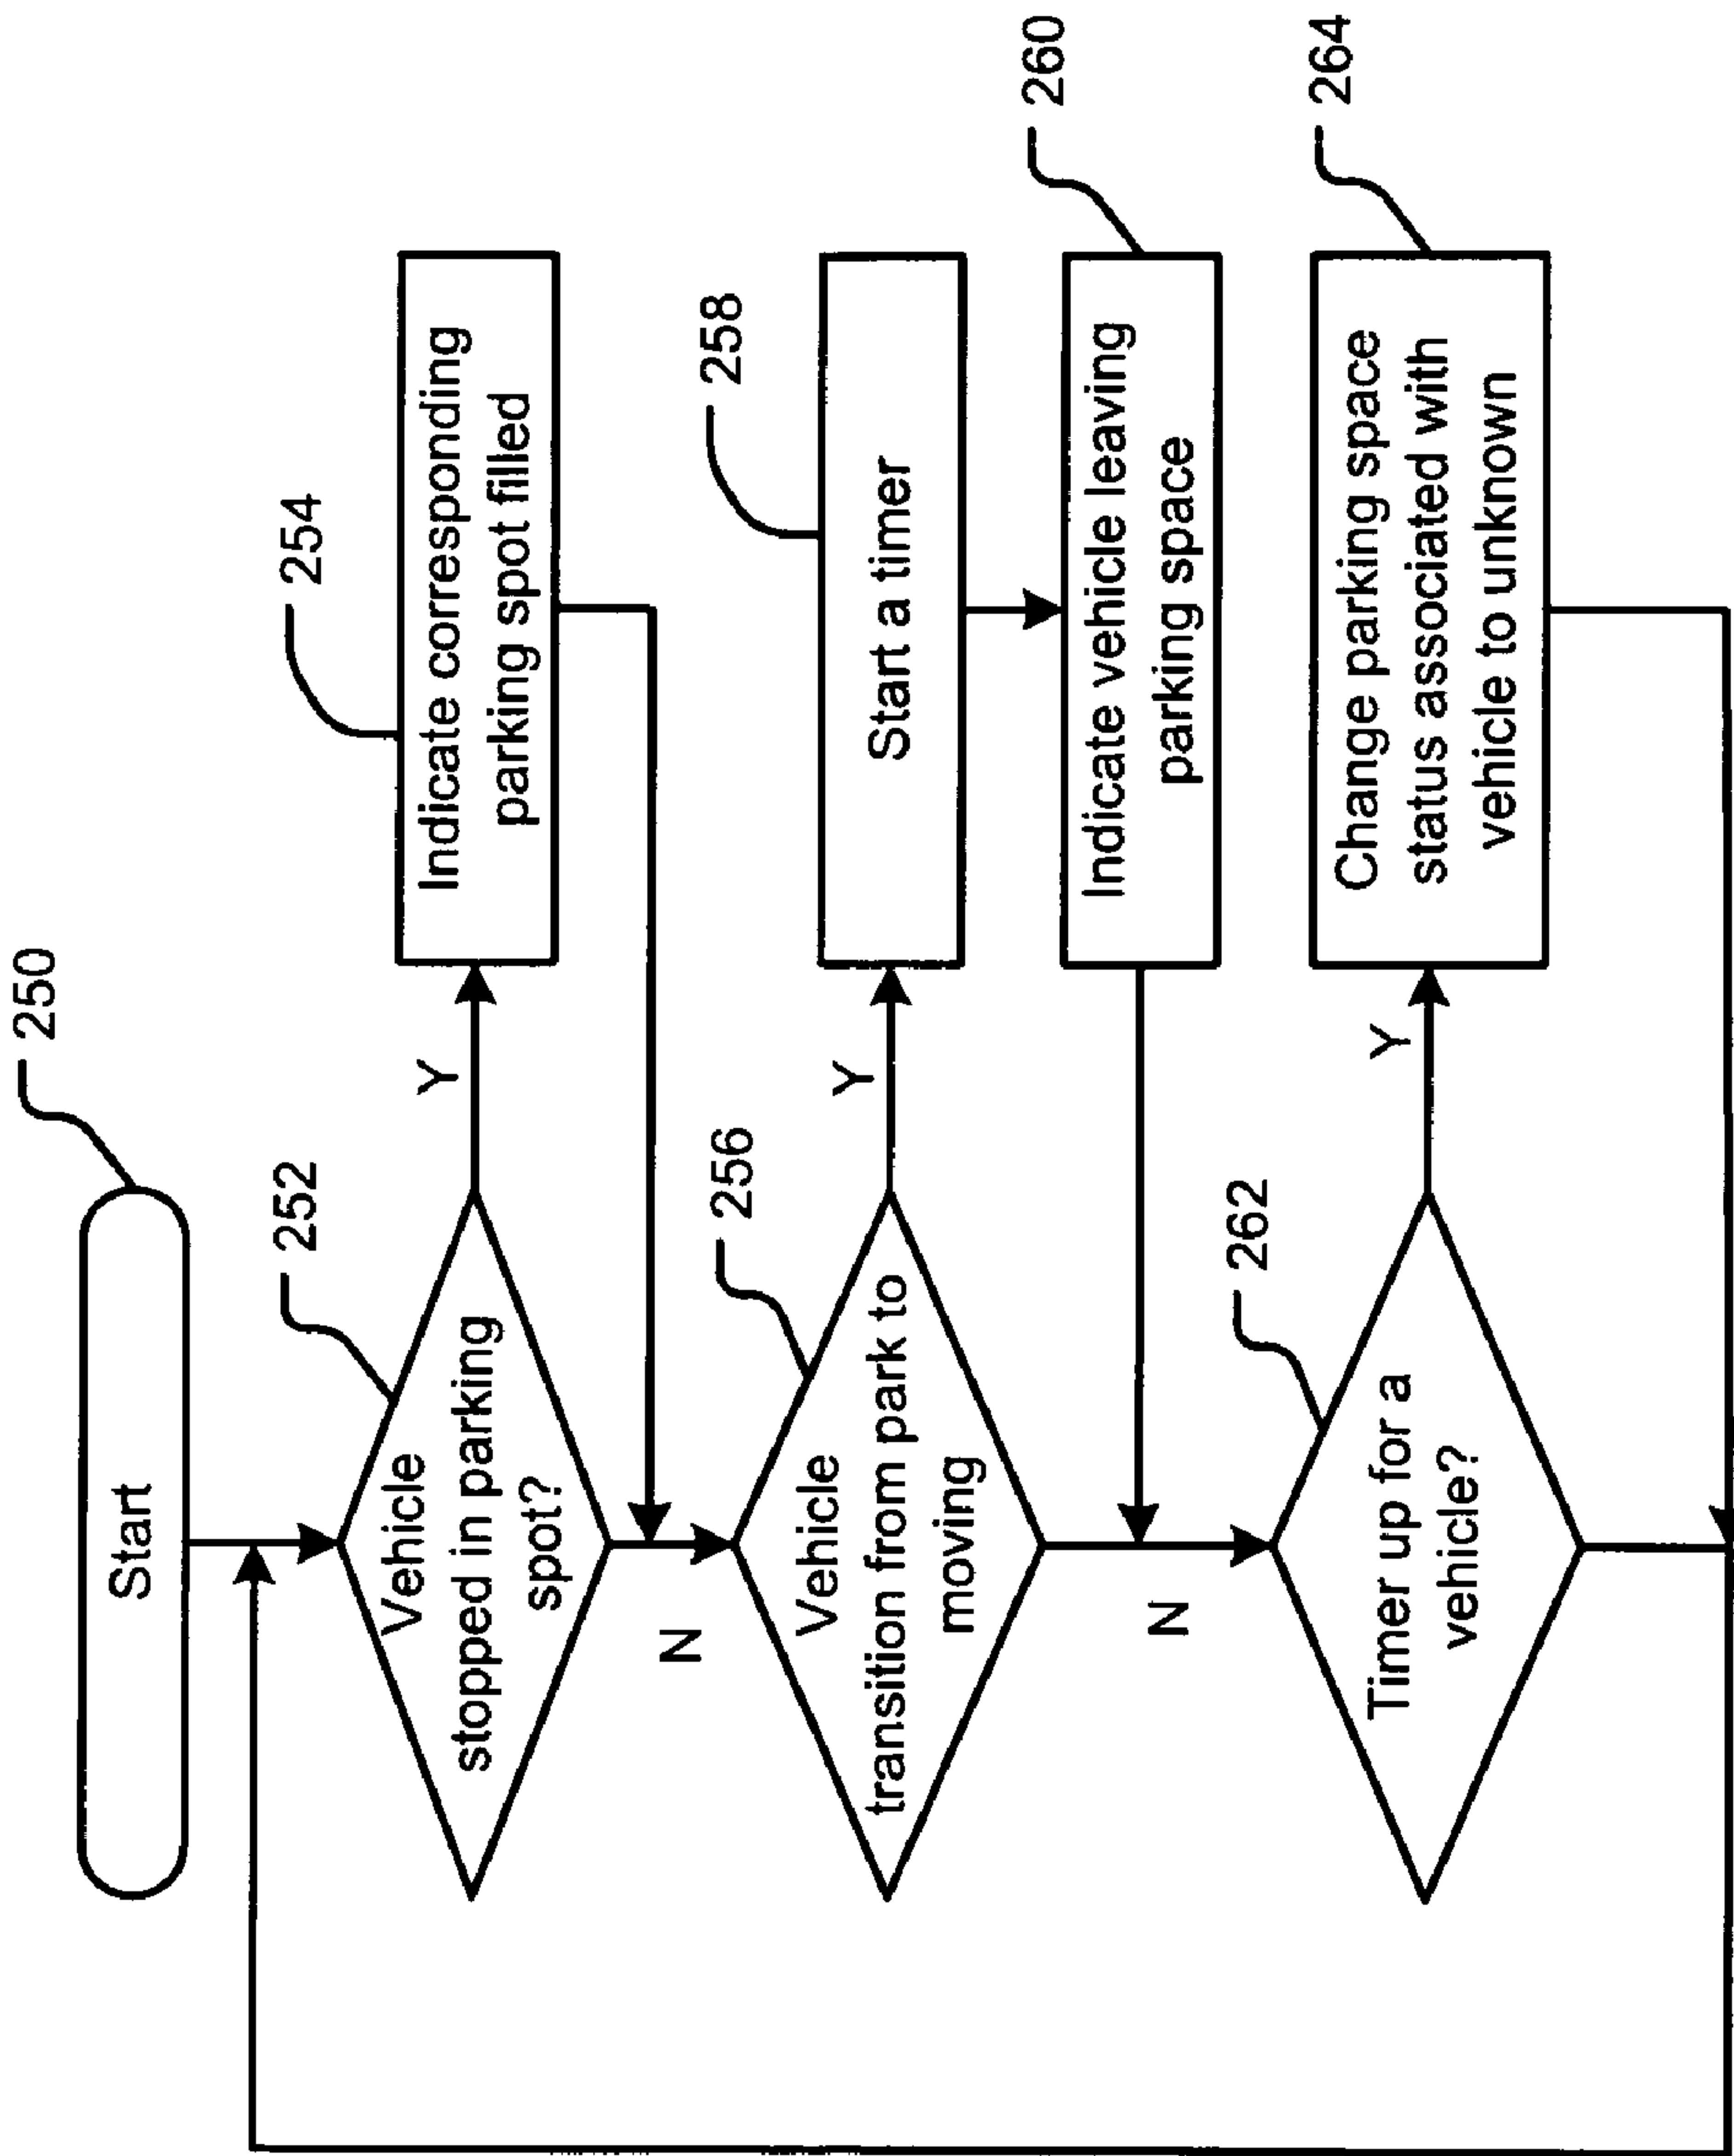 250
Start
252
Vehicle
stopped in parking
spot?
Y
254
Indicate corresponding
parking spot filled
N
256
Vehicle
transition from park to
moving
Y
258
Start a timer
260
Indicate vehicle leaving
parking space
N
262
Timer up for a
vehicle?
Y
264
Change parking space
status associated with
vehicle to unknown